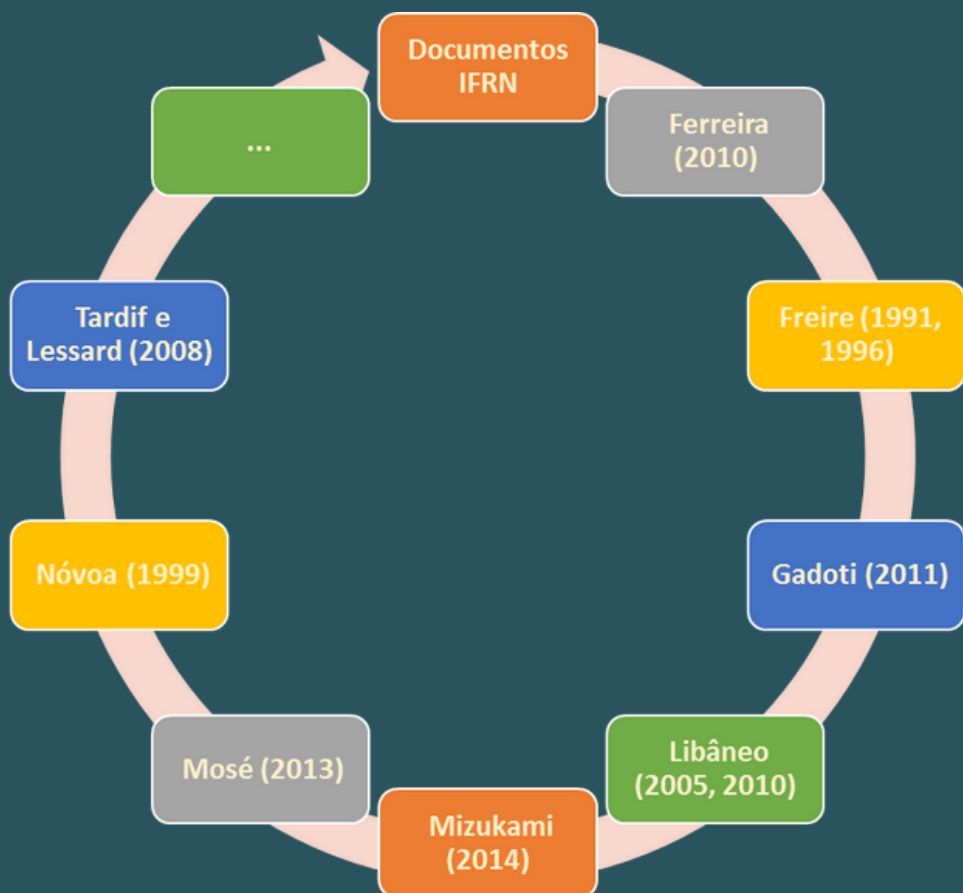 Documentos
IFRN
Ferreira
(2010)
Freire (1991,
1996)
Gadoti (2011)
Libâneo
(2005, 2010)
Mizukami
(2014)
Mosé (2013)
Nóvoa (1999)
Tardif e
Lessard (2008)
...